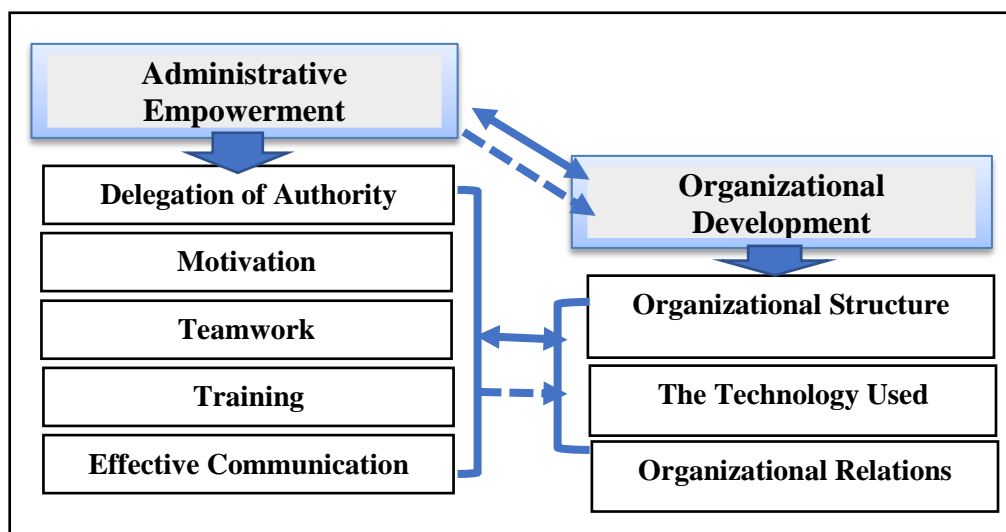 Administrative
Empowerment
Delegation of Authority
Motivation
Teamwork
Training
Effective Communication
Organizational
Development
Organizational Structure
The Technology Used
Organizational Relations